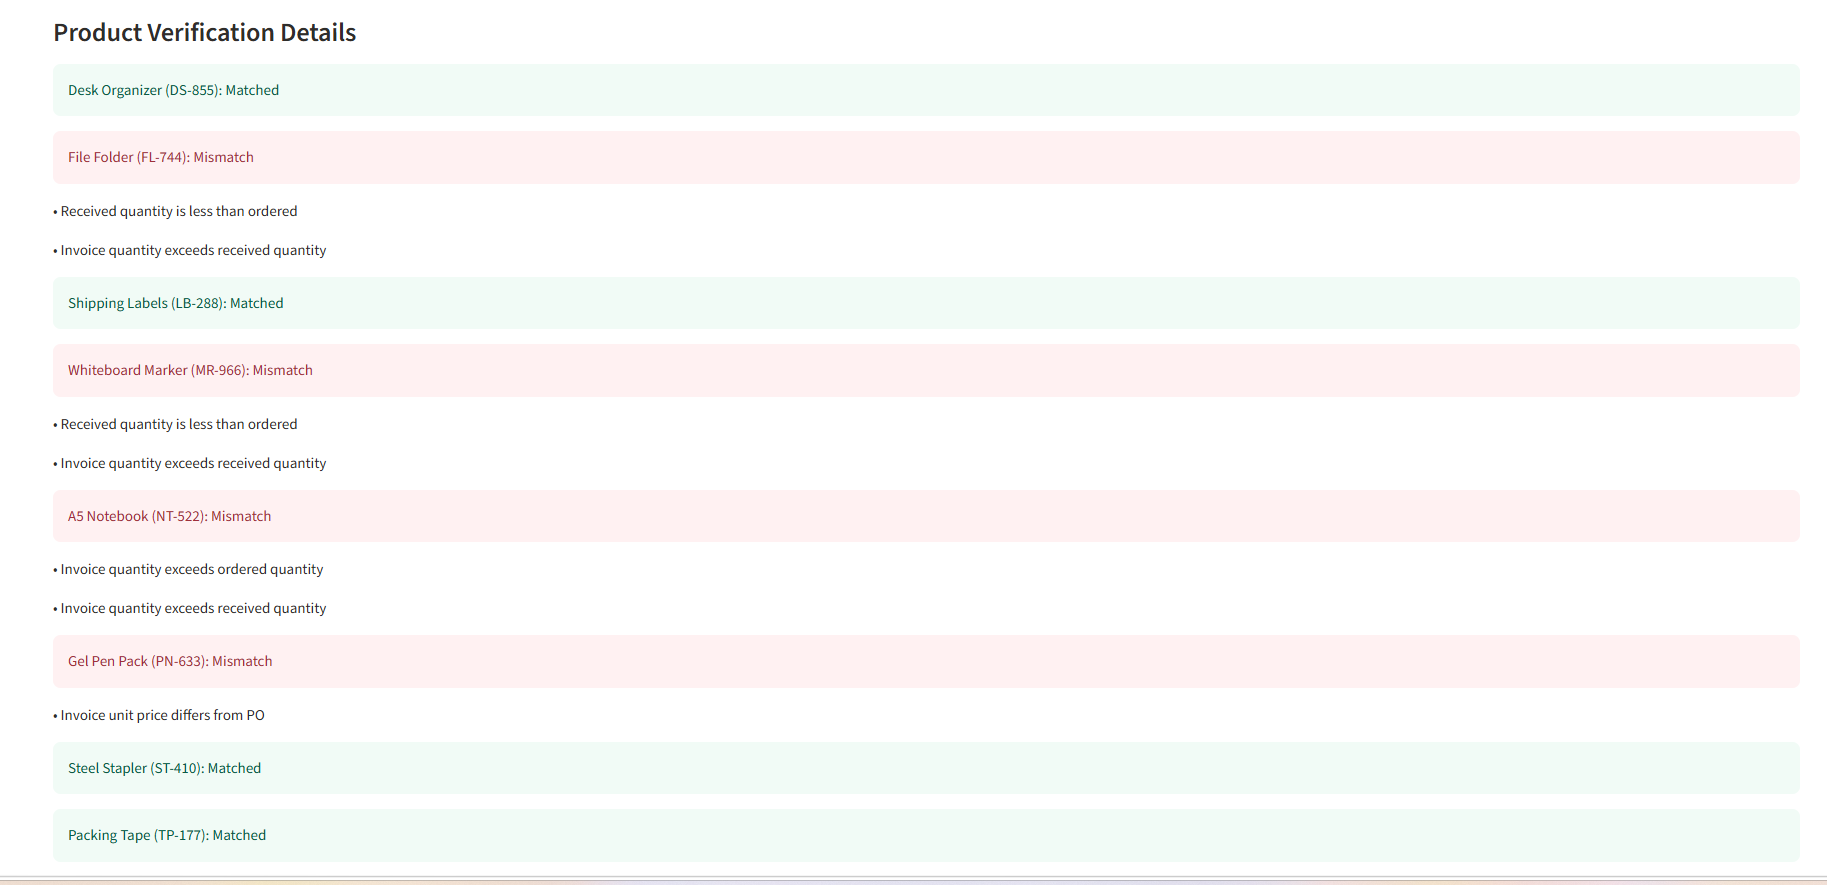 Product Verification Details
Desk Organizer (DS-855): Matched
File Folder (FL-744): Mismatch
• Received quantity is less than ordered
• Invoice quantity exceeds received quantity
Shipping Labels (LB-288): Matched
Whiteboard Marker (MR-966): Mismatch
• Received quantity is less than ordered
• Invoice quantity exceeds received quantity
A5 Notebook (NT-522): Mismatch
• Invoice quantity exceeds ordered quantity
• Invoice quantity exceeds received quantity
Gel Pen Pack (PN-633): Mismatch
• Invoice unit price differs from PO
Steel Stapler (ST-410): Matched
Packing Tape (TP-177): Matched